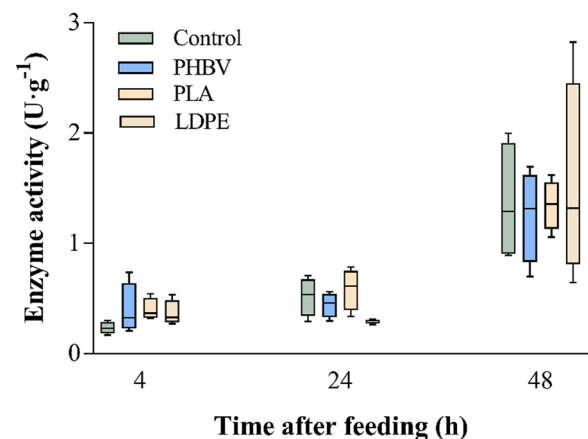 3
2
1
0
Enzyme activity (U·g⁻¹)
Control
PHBV
PLA
LDPE
4 24 48
Time after feeding (h)